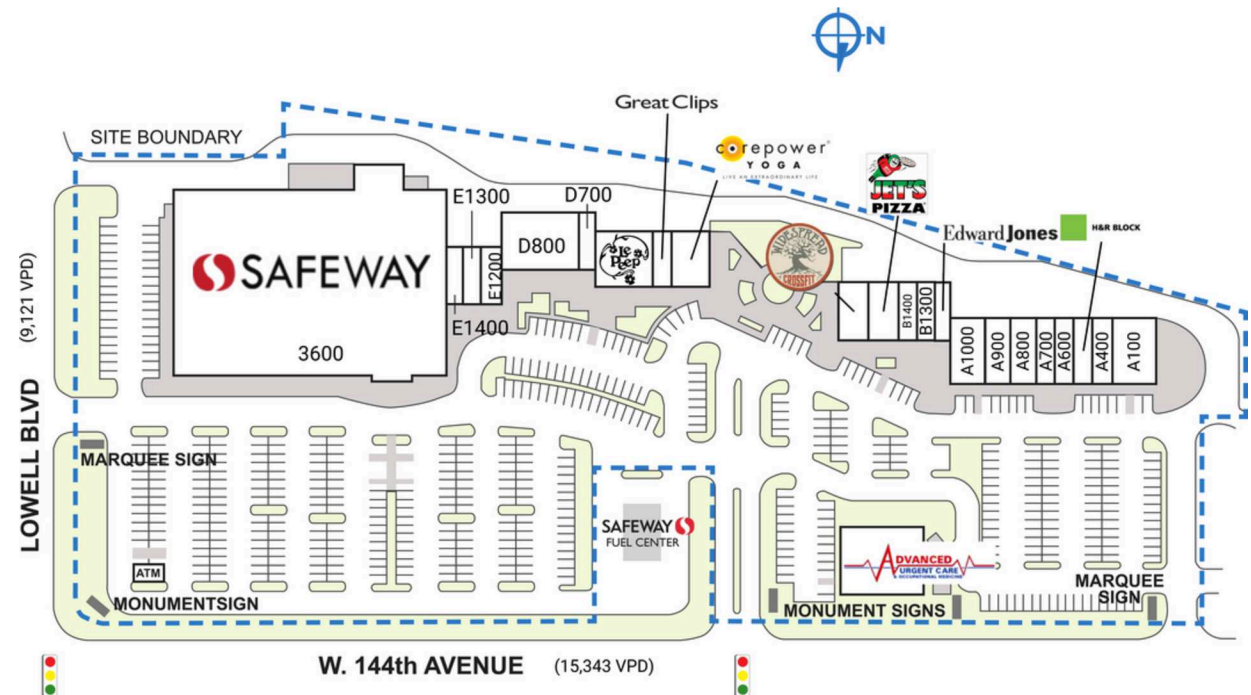 N
Great Clips
corepower®
YOGA
LIVE AN EXTRAORDINARY LIFE
SITE BOUNDARY
JET'S
PIZZA
E1300
D700
Edward Jones
H&R BLOCK
WIDESPREAD
CROSSFIT
D800
Le
Peep
SAFEWAY
E1200
E1400
3600
B1400
B1300
A1000
A900
A800
A700
A600
A400
A100
(9,121 VPD)
LOWELL BLVD
MARQUEE SIGN
SAFEWAY
FUEL CENTER
ADVANCED
URGENT CARE
& OCCUPATIONAL MEDICINE
ATM
MONUMENTSIGN
MONUMENT SIGNS
MARQUEE
SIGN
W. 144th AVENUE
(15,343 VPD)